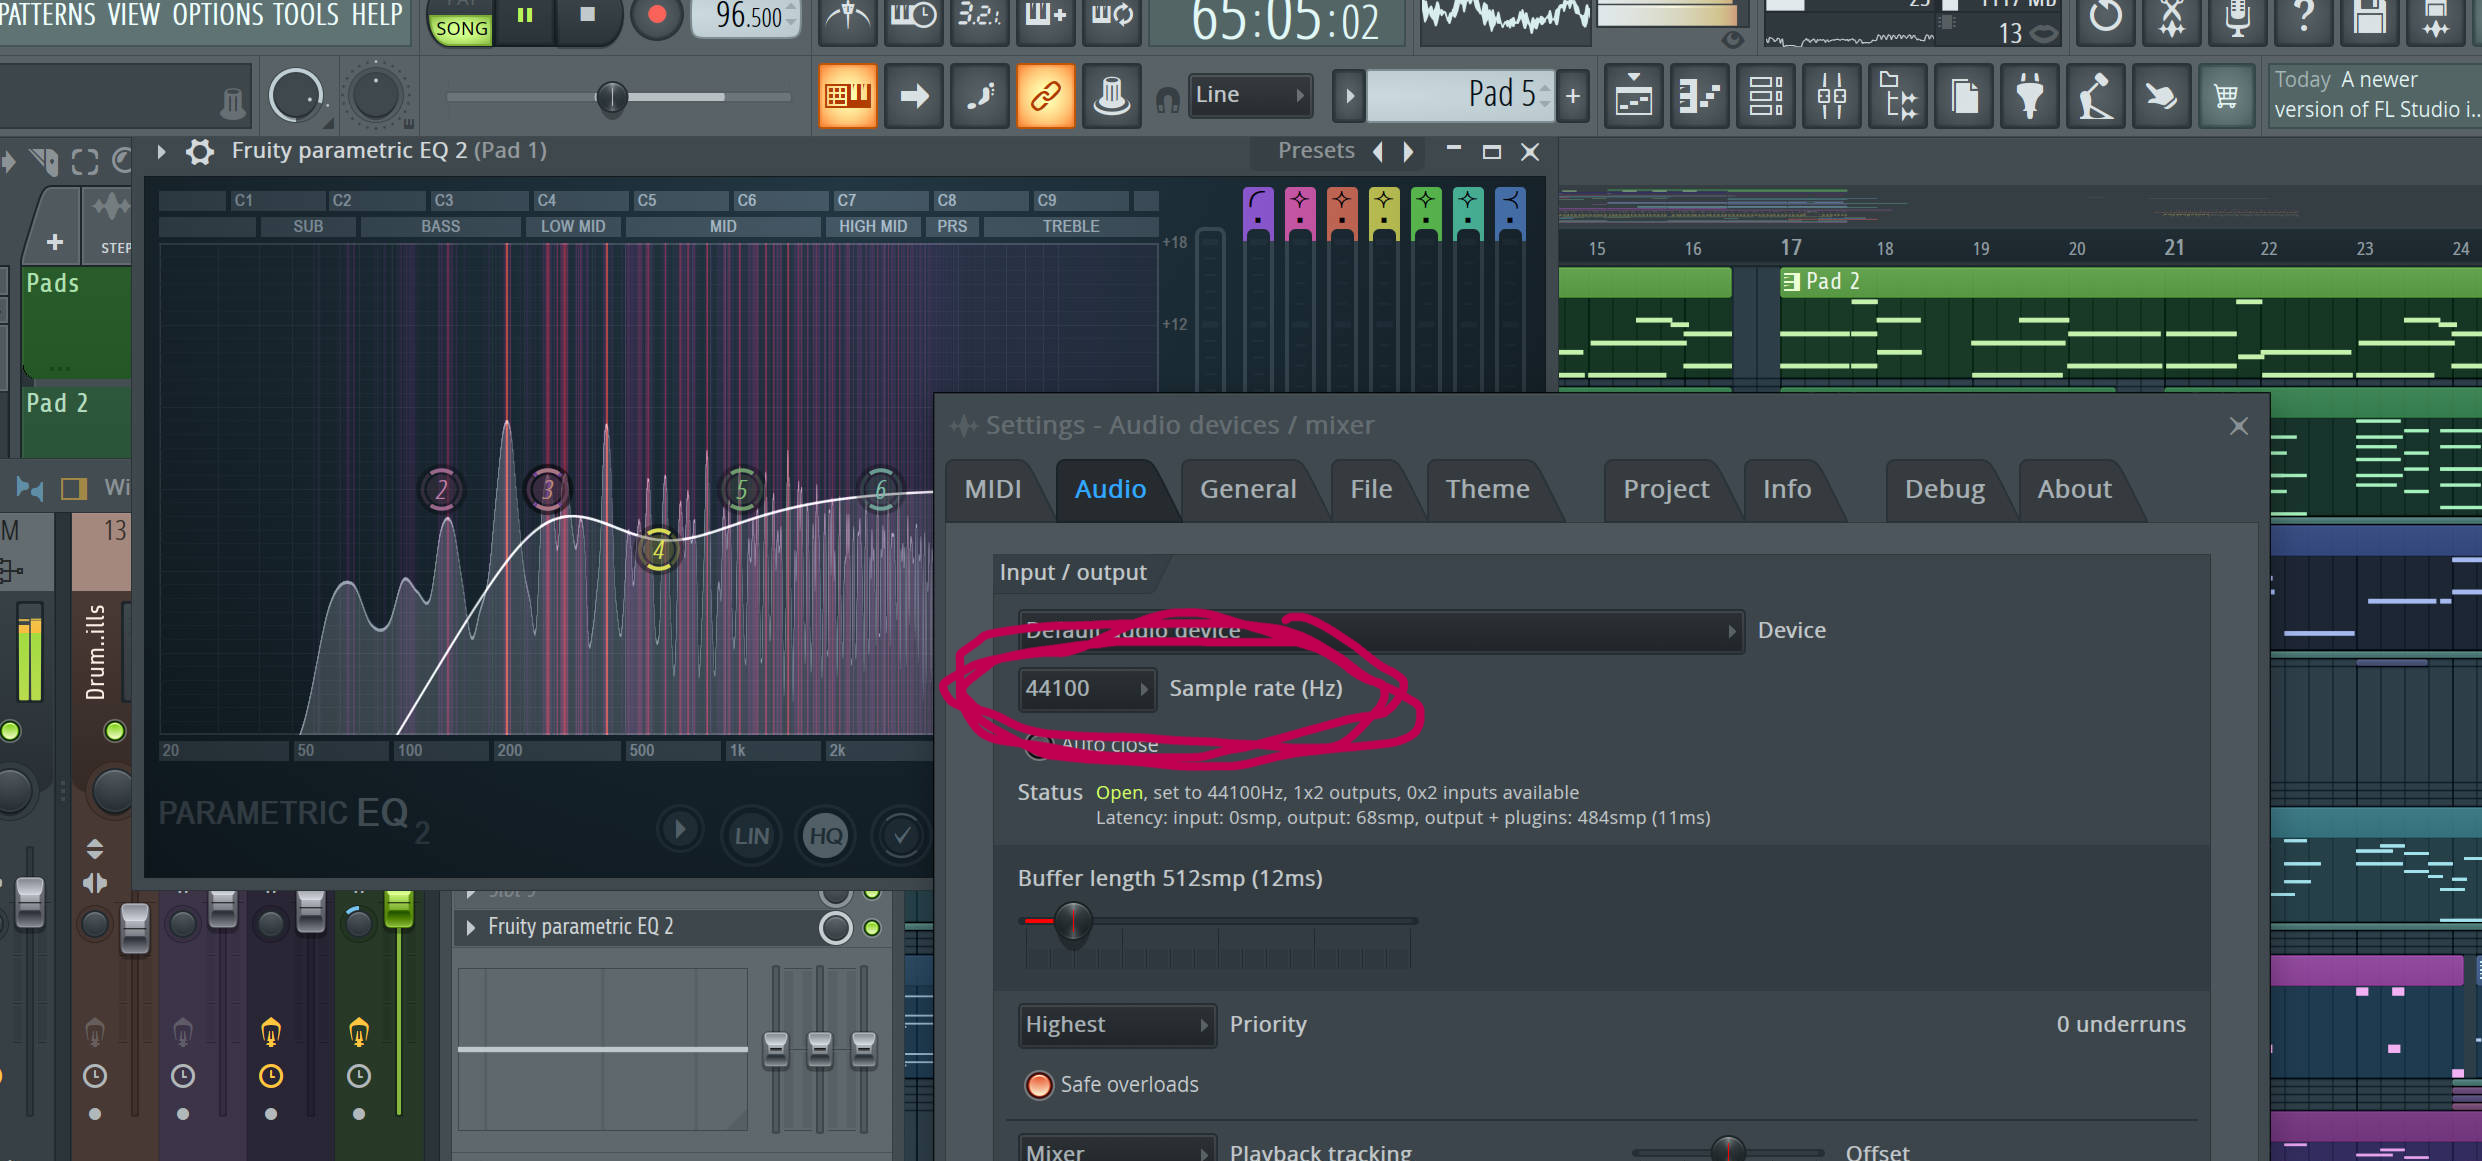 PATTERNS VIEW OPTIONS TOOLS HELP
SONG
96.500
3.2.1.
65:05:02
13
Line
Pad 5
Today A newer
version of FL Studio i..
Fruity parametric EQ 2 (Pad 1)
Presets
C1 C2 C3 C4 C5 C6 C7 C8 C9
SUB BASS LOW MID MID HIGH MID PRS TREBLE
+18
+12
STEP
Pads
Pad 2
Wi
M
13
Drum..ills
2 3 4 5 6
20 50 100 200 500 1k 2k
PARAMETRIC EQ 2
LIN HQ
Fruity parametric EQ 2
15 16 17 18 19 20 21 22 23 24
Pad 2
Settings - Audio devices / mixer
MIDI Audio General File Theme Project Info Debug About
Input / output
Default audio device Device
44100 Sample rate (Hz)
Auto close
Status Open, set to 44100Hz, 1x2 outputs, 0x2 inputs available
Latency: input: 0smp, output: 68smp, output + plugins: 484smp (11ms)
Buffer length 512smp (12ms)
Highest Priority 0 underruns
Safe overloads
Mixer Playback tracking Offset